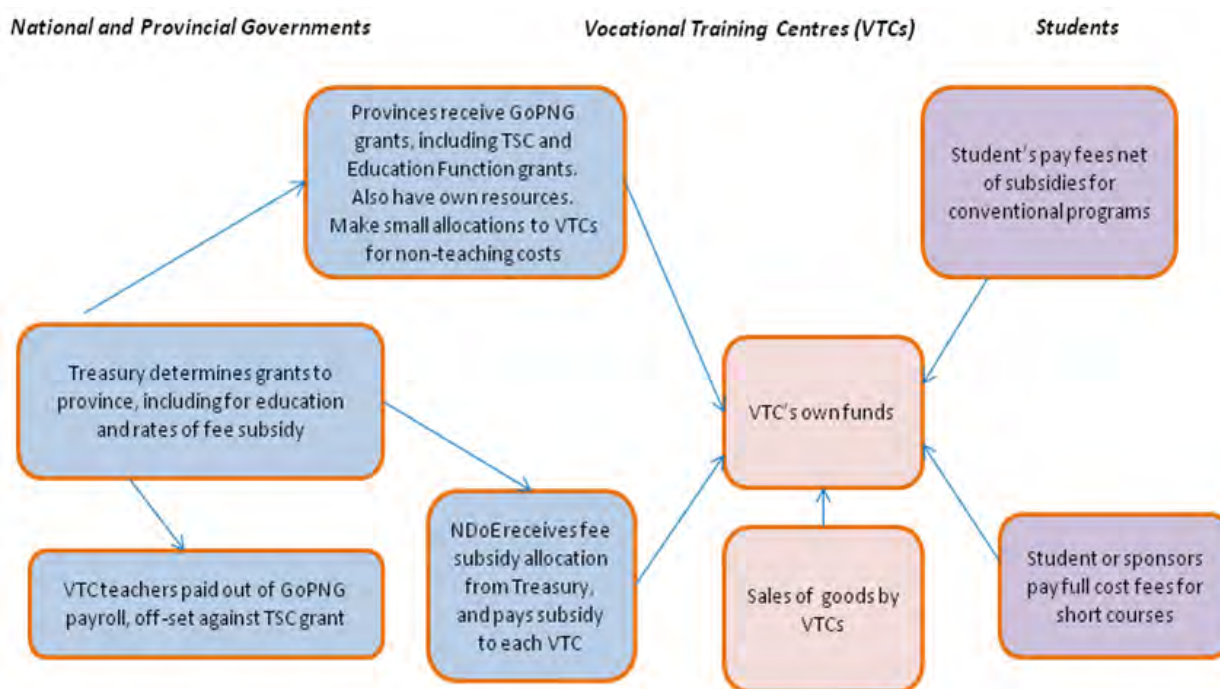 National and Provincial Governments
Vocational Training Centres (VTCs)
Students
Provinces receive GoPNG
grants, including TSC and
Education Function grants.
Also have own resources.
Make small allocations to VTCs
for non-teaching costs
Student's pay fees net
of subsidies for
conventional programs
Treasury determines grants to
province, including for education
and rates of fee subsidy
VTC's own funds
VTC teachers paid out of GoPNG
payroll, off-set against TSC grant
NDoE receives fee
subsidy allocation
from Treasury,
and pays subsidy
to each VTC
Sales of goods by
VTCs
Student or sponsors
pay full cost fees for
short courses